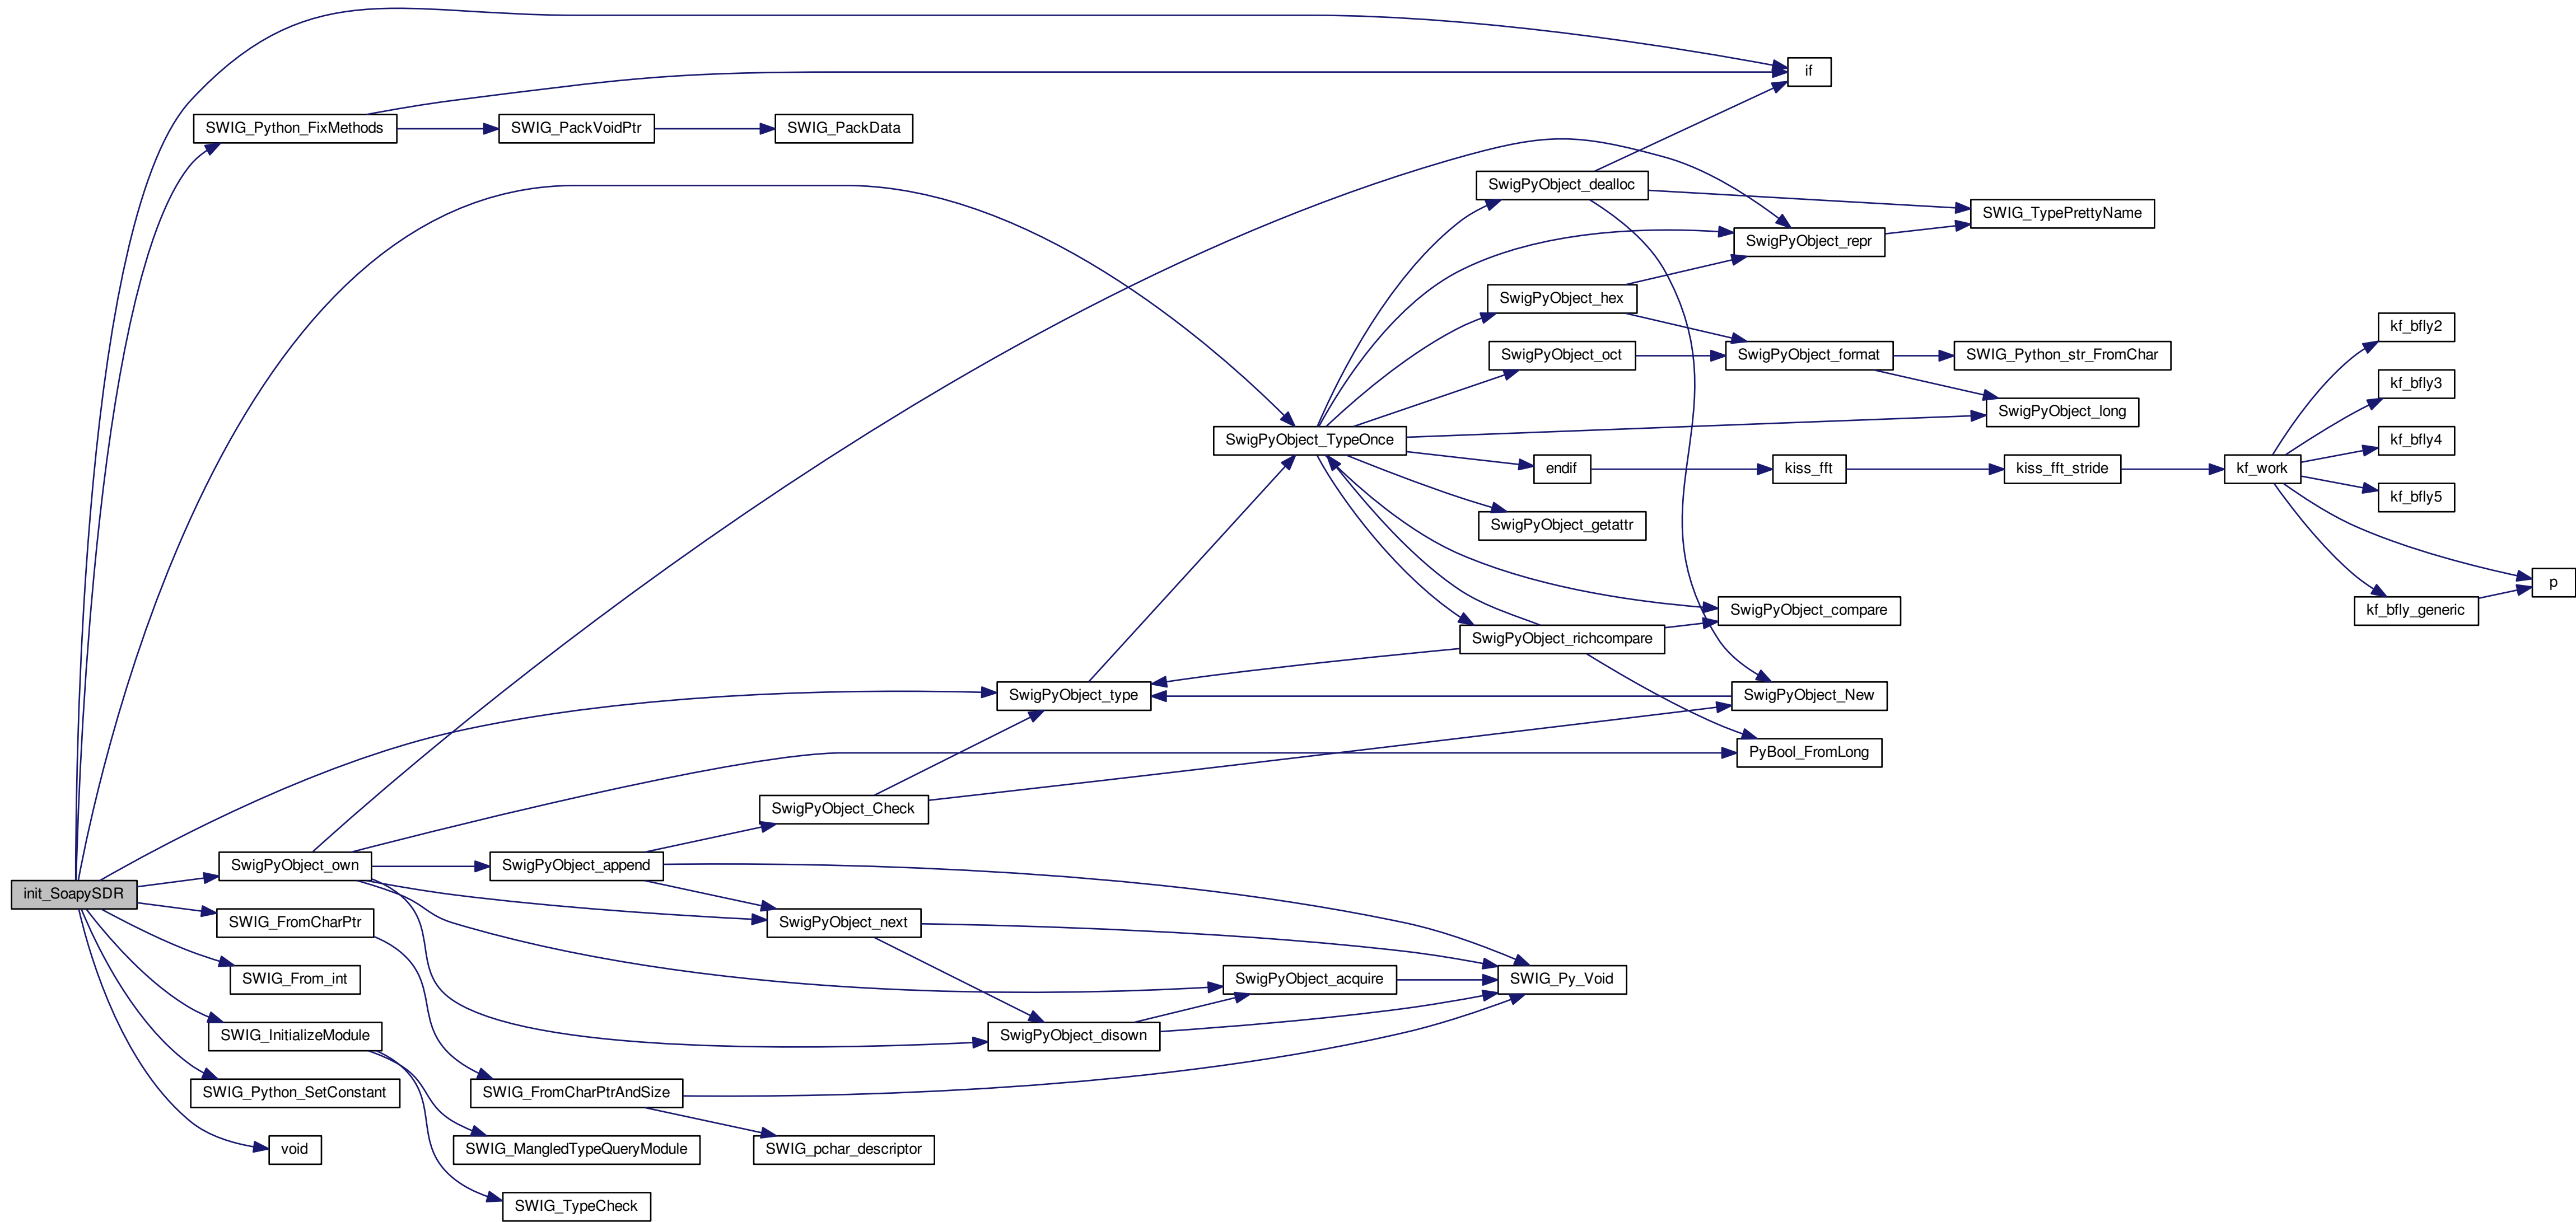 if
SWIG_Python_FixMethods
SWIG_PackVoidPtr
SWIG_PackData
SwigPyObject_dealloc
SWIG_TypePrettyName
SwigPyObject_repr
SwigPyObject_hex
kf_bfly2
SwigPyObject_oct
SwigPyObject_format
SWIG_Python_str_FromChar
kf_bfly3
SwigPyObject_long
SwigPyObject_TypeOnce
kf_bfly4
endif
kiss_fft
kiss_fft_stride
kf_work
kf_bfly5
SwigPyObject_getattr
p
SwigPyObject_compare
kf_bfly_generic
SwigPyObject_richcompare
SwigPyObject_type
SwigPyObject_New
PyBool_FromLong
SwigPyObject_Check
SwigPyObject_own
SwigPyObject_append
init_SoapySDR
SWIG_FromCharPtr
SwigPyObject_next
SWIG_From_int
SwigPyObject_acquire
SWIG_Py_Void
SWIG_InitializeModule
SwigPyObject_disown
SWIG_Python_SetConstant
SWIG_FromCharPtrAndSize
void
SWIG_MangledTypeQueryModule
SWIG_pchar_descriptor
SWIG_TypeCheck